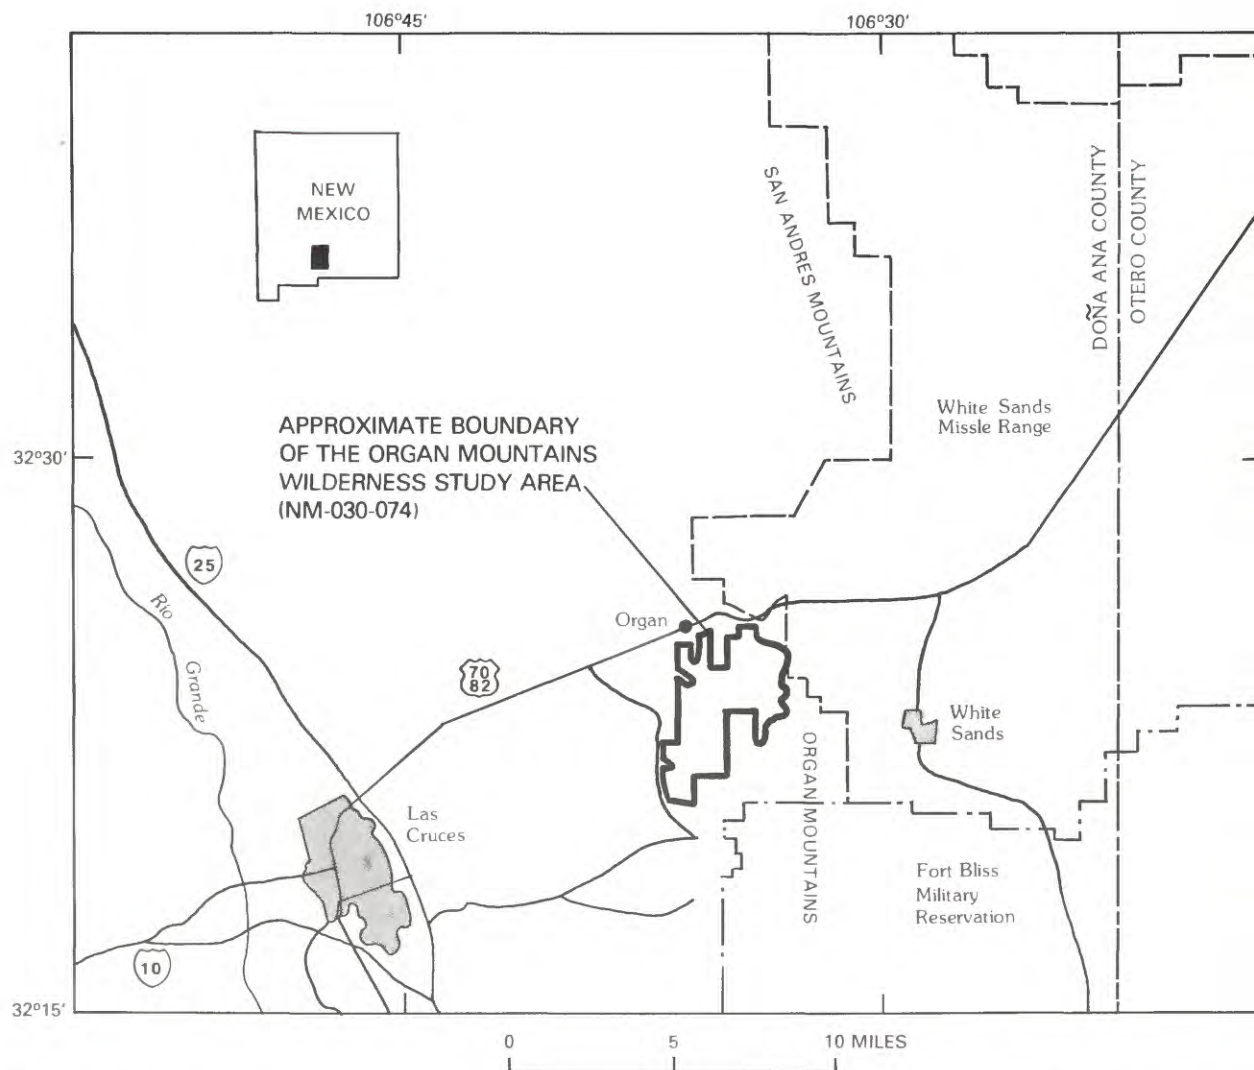 106°45'
106°30'
NEW
MEXICO
SAN ANDRES MOUNTAINS
DOÑA ANA COUNTY
OTERO COUNTY
White Sands
Missle Range
APPROXIMATE BOUNDARY
OF THE ORGAN MOUNTAINS
WILDERNESS STUDY AREA
(NM-030-074)
32°30'
25
Rio Grande
Organ
70
82
White
Sands
ORGAN MOUNTAINS
Las
Cruces
Fort Bliss
Military
Reservation
10
32°15'
0 5 10 MILES